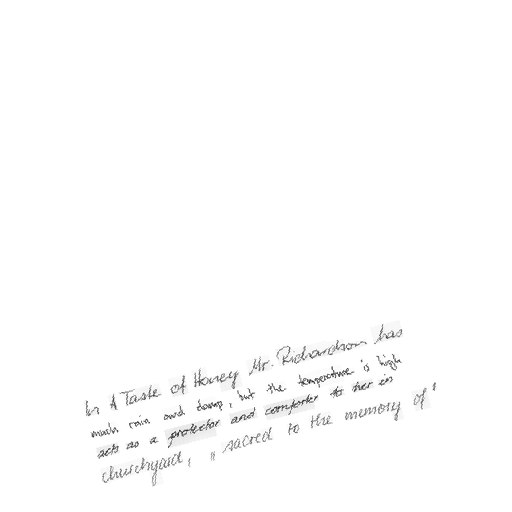 In A Taste of Honey Mr. Richardson has
much rain and damp, but the temperature is high
acts as a protector and comforter to her in
churchyard, " sacred to the memory of "